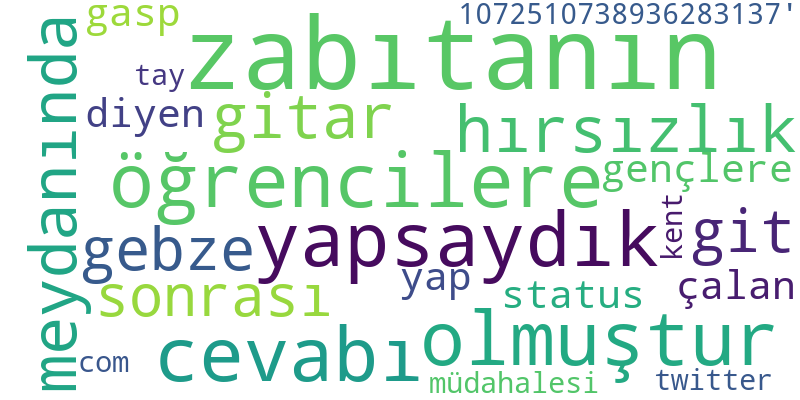 gasp
1072510738936283137'
zabıtanın
tay
diyen
gitar
hırsızlık
meydanında
öğrencilere
gençlere
gebze
yapsaydık
kent
git
sonrası
yap
status
çalan
com
cevabı
olmuştur
müdahalesi
twitter